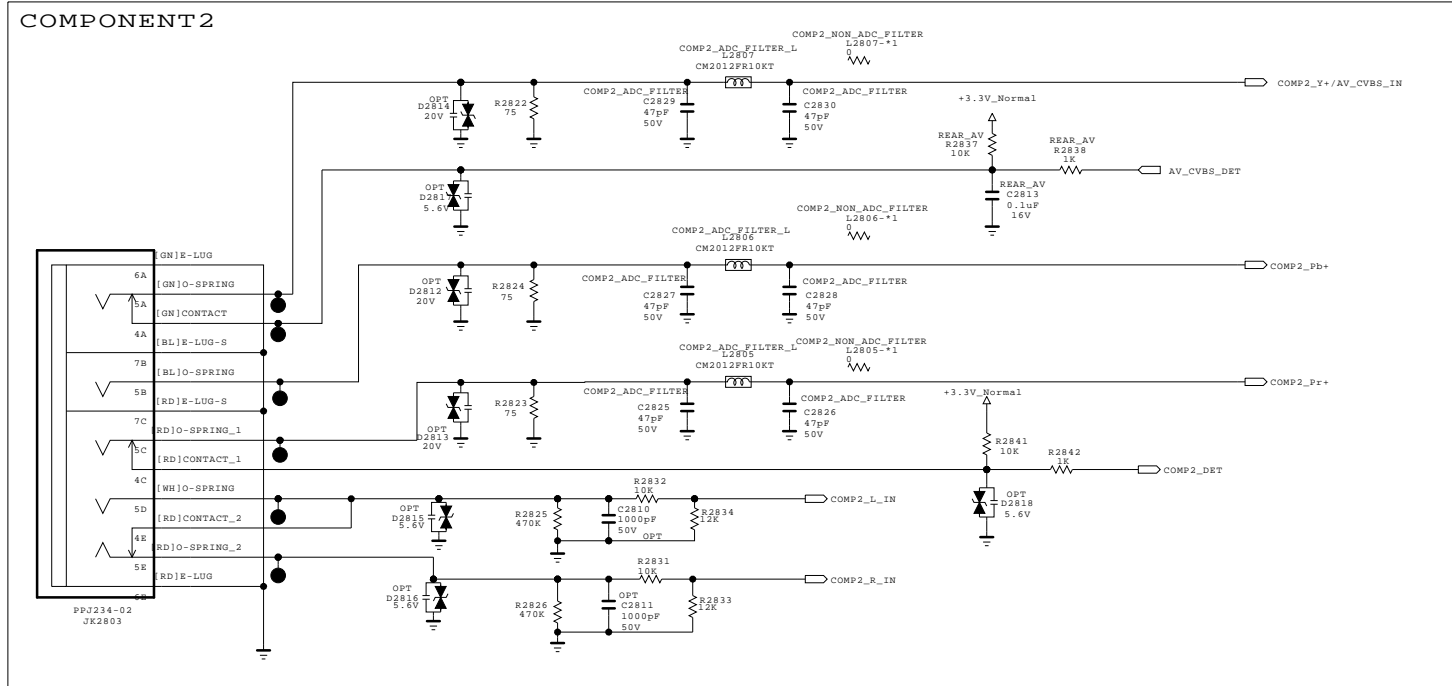 COMPONENT2
COMP2_NON_ADC_FILTER
L2807-*1
0
COMP2_ADC_FILTER_L
L2807
CM2012FR10KT
OPT
D2814
20V
R2822
75
COMP2_ADC_FILTER
C2829
47pF
50V
COMP2_ADC_FILTER
C2830
47pF
50V
COMP2_Y+/AV_CVBS_IN
+3.3V_Normal
REAR_AV
R2837
10K
REAR_AV
R2838
1K
AV_CVBS_DET
OPT
D2817
5.6V
REAR_AV
C2813
0.1uF
16V
COMP2_NON_ADC_FILTER
L2806-*1
0
COMP2_ADC_FILTER_L
L2806
CM2012FR10KT
OPT
D2812
20V
R2824
75
COMP2_ADC_FILTER
C2827
47pF
50V
COMP2_ADC_FILTER
C2828
47pF
50V
COMP2_Pb+
COMP2_NON_ADC_FILTER
L2805-*1
0
COMP2_ADC_FILTER_L
L2805
CM2012FR10KT
OPT
D2813
20V
R2823
75
COMP2_ADC_FILTER
C2825
47pF
50V
COMP2_ADC_FILTER
C2826
47pF
50V
COMP2_Pr+
+3.3V_Normal
R2841
10K
R2842
1K
COMP2_DET
OPT
D2818
5.6V
[GN]E-LUG
6A
[GN]O-SPRING
5A
[GN]CONTACT
4A
[BL]E-LUG-S
7B
[BL]O-SPRING
5B
[RD]E-LUG-S
7C
[RD]O-SPRING_1
5C
[RD]CONTACT_1
4C
[WH]O-SPRING
5D
[RD]CONTACT_2
4E
[RD]O-SPRING_2
5E
[RD]E-LUG
6E
PPJ234-02
JK2803
OPT
D2815
5.6V
R2825
470K
C2810
1000pF
50V
OPT
R2832
10K
R2834
12K
COMP2_L_IN
OPT
D2816
5.6V
R2826
470K
OPT
C2811
1000pF
50V
R2831
10K
R2833
12K
COMP2_R_IN